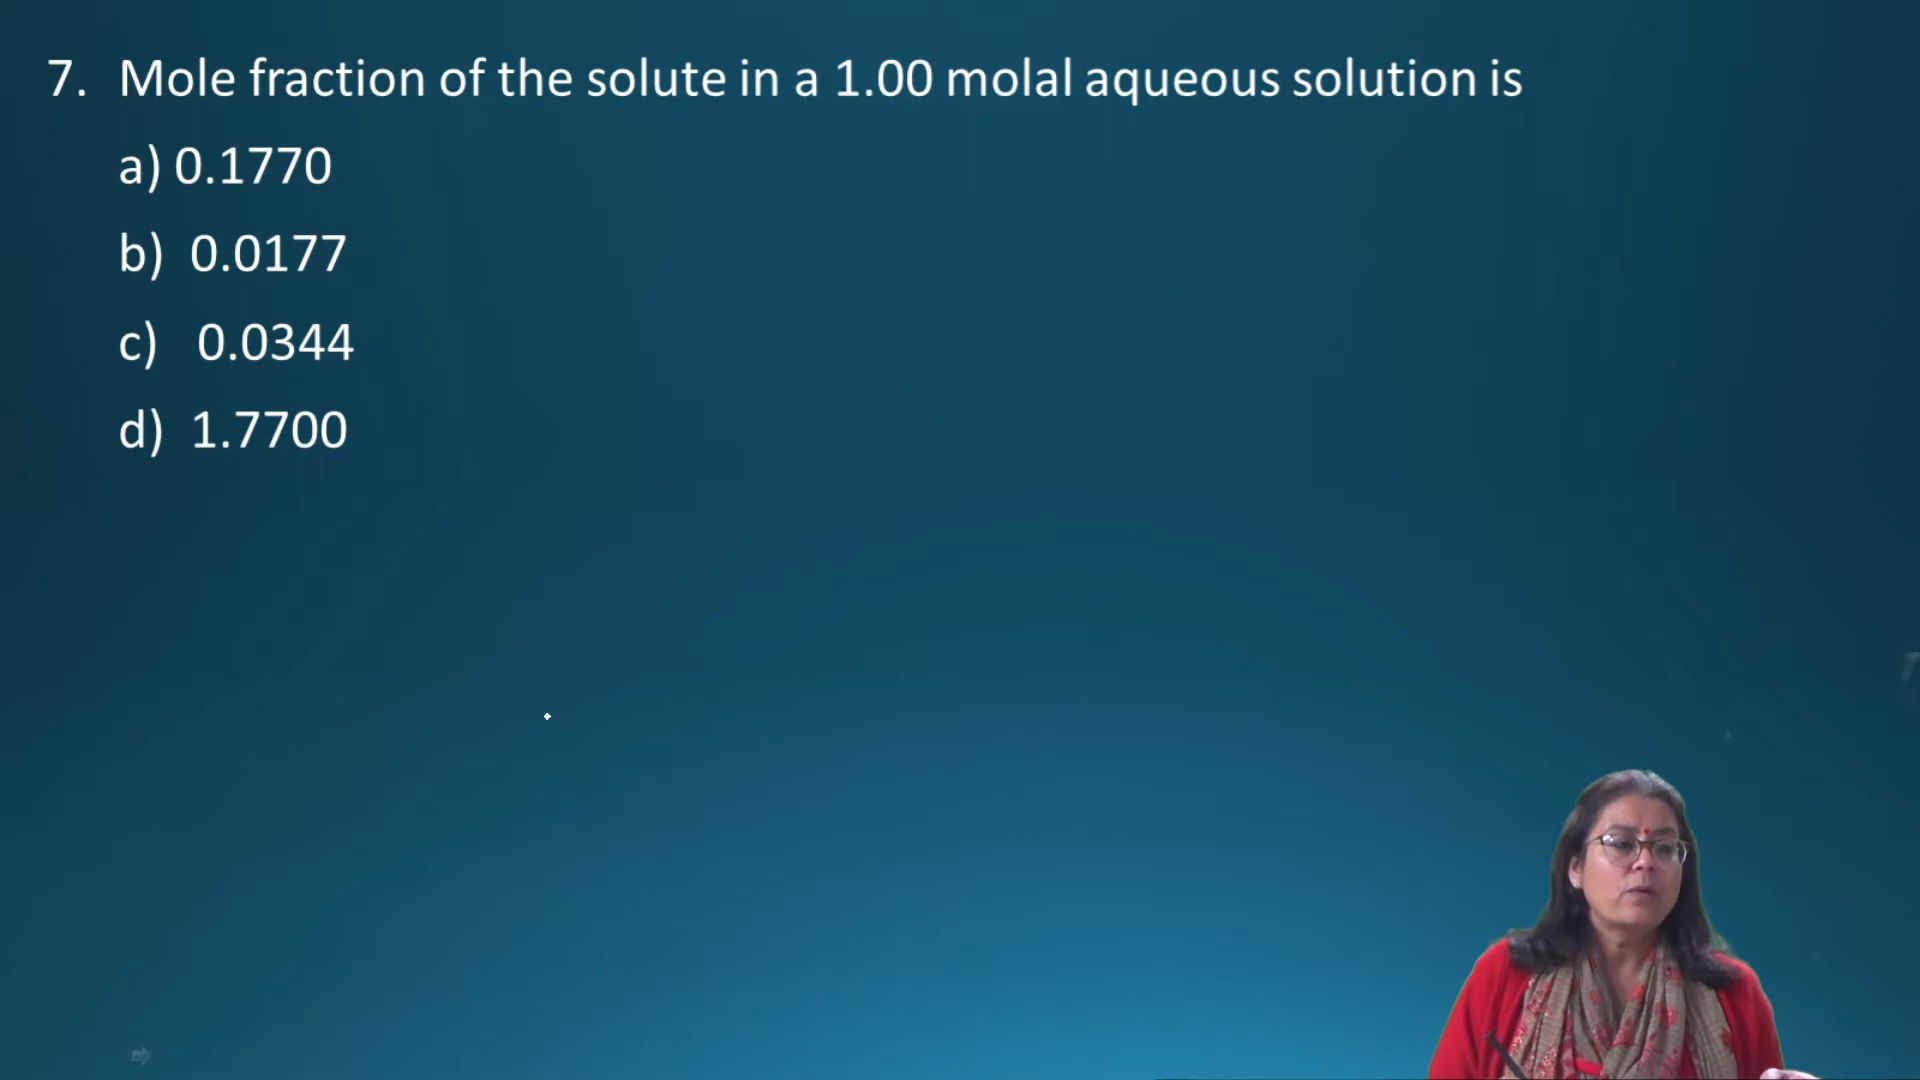 7. Mole fraction of the solute in a 1.00 molal aqueous solution is
a) 0.1770
b) 0.0177
c) 0.0344
d) 1.7700